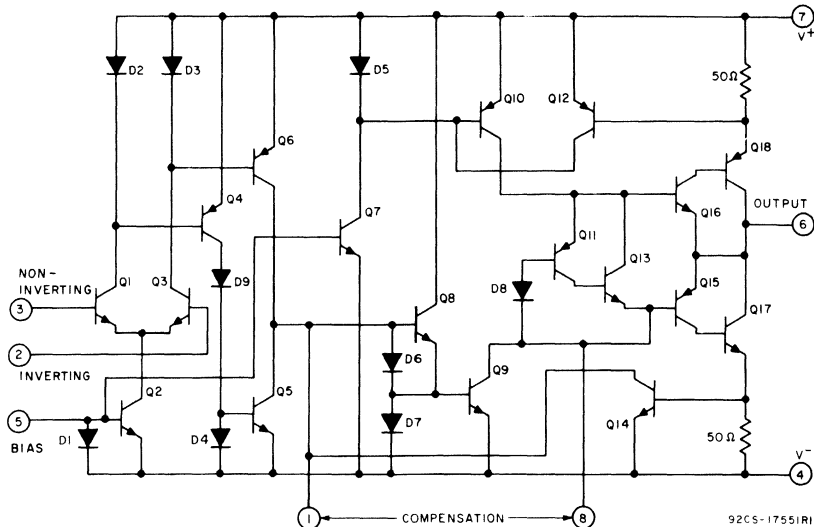 7
V+
D2
D3
D5
50Ω
Q10
Q12
Q6
Q18
Q4
OUTPUT
6
Q7
Q16
Q11
Q13
NON-
INVERTING
3
Q1
Q3
D9
D8
Q15
Q8
Q17
2
INVERTING
D6
Q9
5
BIAS
Q2
Q5
D1
D4
D7
Q14
50Ω
V-
4
1
COMPENSATION
8
92CS-17551R1